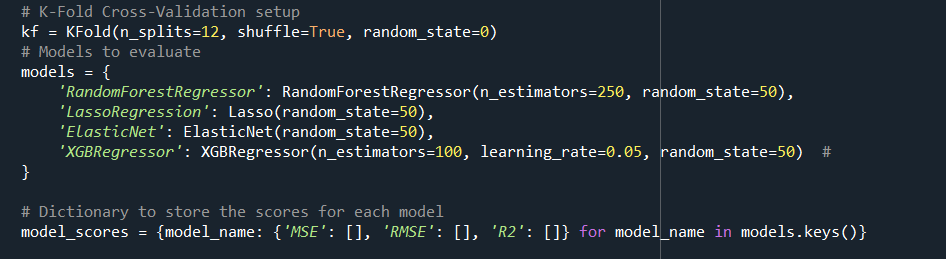 # K-Fold Cross-Validation setup
kf = KFold(n_splits=12, shuffle=True, random_state=0)
# Models to evaluate
models = {
    'RandomForestRegressor': RandomForestRegressor(n_estimators=250, random_state=50),
    'LassoRegression': Lasso(random_state=50),
    'ElasticNet': ElasticNet(random_state=50),
    'XGBRegressor': XGBRegressor(n_estimators=100, learning_rate=0.05, random_state=50)  #
}
# Dictionary to store the scores for each model
model_scores = {model_name: {'MSE': [], 'RMSE': [], 'R2': []} for model_name in models.keys()}